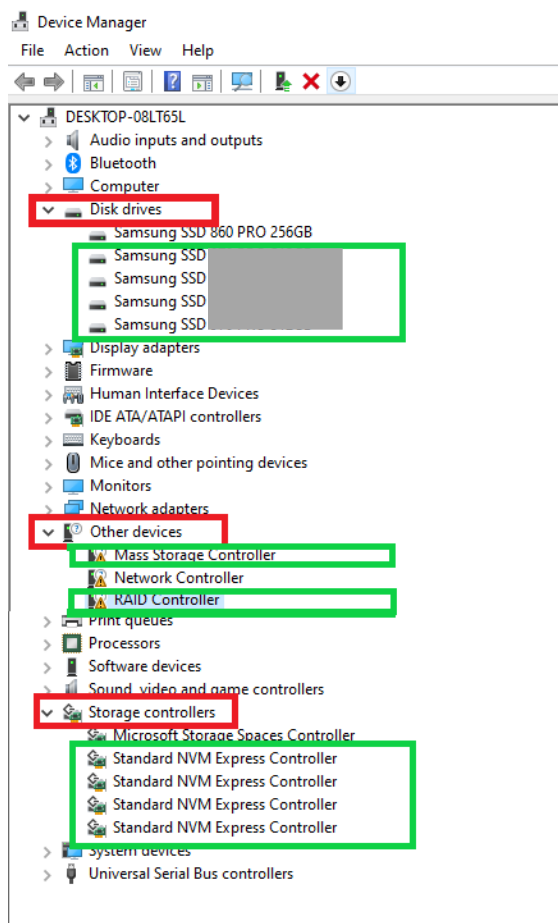 Device Manager
File Action View Help
DESKTOP-08LT65L
Audio inputs and outputs
Bluetooth
Computer
Disk drives
Samsung SSD 860 PRO 256GB
Samsung SSD
Samsung SSD
Samsung SSD
Samsung SSD
Display adapters
Firmware
Human Interface Devices
IDE ATA/ATAPI controllers
Keyboards
Mice and other pointing devices
Monitors
Network adapters
Other devices
Mass Storage Controller
Network Controller
RAID Controller
Print queues
Processors
Software devices
Sound, video and game controllers
Storage controllers
Microsoft Storage Spaces Controller
Standard NVM Express Controller
Standard NVM Express Controller
Standard NVM Express Controller
Standard NVM Express Controller
System devices
Universal Serial Bus controllers